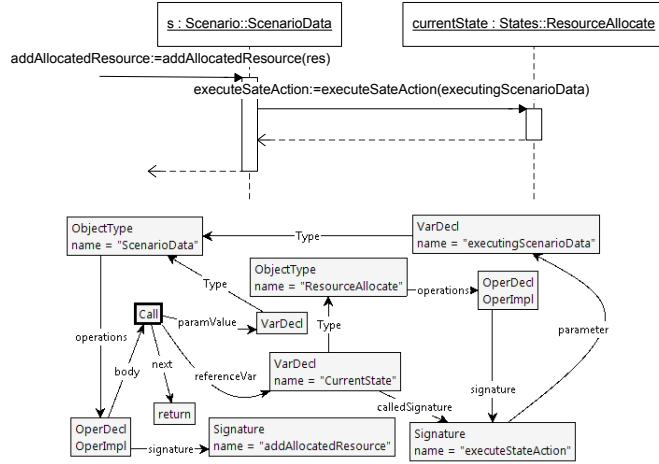 s : Scenario::ScenarioData
currentState : States::ResourceAllocate
addAllocatedResource:=addAllocatedResource(res)
executeSateAction:=executeSateAction(executingScenarioData)
ObjectType
name = "ScenarioData"
Type
VarDecl
name = "executingScenarioData"
ObjectType
name = "ResourceAllocate"
operations
OperDecl
OperImpl
Type
Call
paramValue
VarDecl
Type
operations
parameter
body
next
referenceVar
VarDecl
name = "CurrentState"
return
calledSignature
signature
OperDecl
OperImpl
signature
Signature
name = "addAllocatedResource"
Signature
name = "executeStateAction"